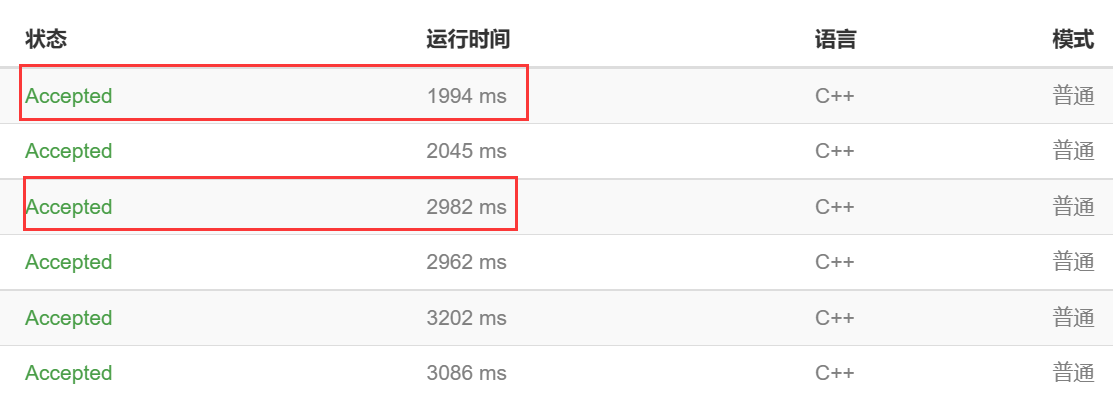 状态 运行时间 语言 模式
Accepted 1994 ms C++ 普通
Accepted 2045 ms C++ 普通
Accepted 2982 ms C++ 普通
Accepted 2962 ms C++ 普通
Accepted 3202 ms C++ 普通
Accepted 3086 ms C++ 普通